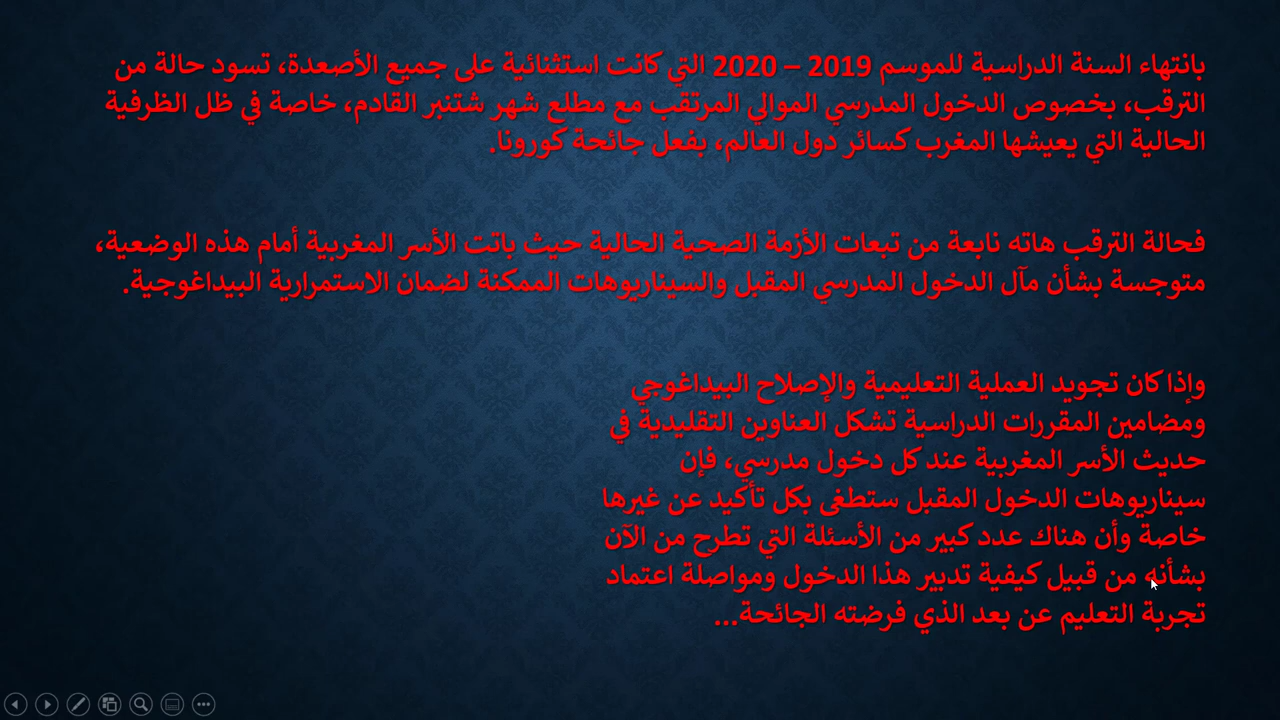 بانتهاء السنة الدراسية للموسم 2019 – 2020 التي كانت استثنائية على جميع الأصعدة، تسود حالة من
الترقب، بخصوص الدخول المدرسي الموالي المرتقب مع مطلع شهر شتنبر القادم، خاصة في ظل الظرفية
الحالية التي يعيشها المغرب كسائر دول العالم، بفعل جائحة كورونا.
فحالة الترقب هاته نابعة من تبعات الأزمة الصحية الحالية حيث باتت الأسر المغربية أمام هذه الوضعية،
متوجسة بشأن مآل الدخول المدرسي المقبل والسيناريوهات الممكنة لضمان الاستمرارية البيداغوجية.
وإذا كان تجويد العملية التعليمية والإصلاح البيداغوجي
ومضامين المقررات الدراسية تشكل العناوين التقليدية في
حديث الأسر المغربية عند كل دخول مدرسي، فإن
سيناريوهات الدخول المقبل ستطغى بكل تأكيد عن غيرها
خاصة وأن هناك عدد كبير من الأسئلة التي تطرح من الآن
بشأنه من قبيل كيفية تدبير هذا الدخول ومواصلة اعتماد
تجربة التعليم عن بعد الذي فرضته الجائحة...